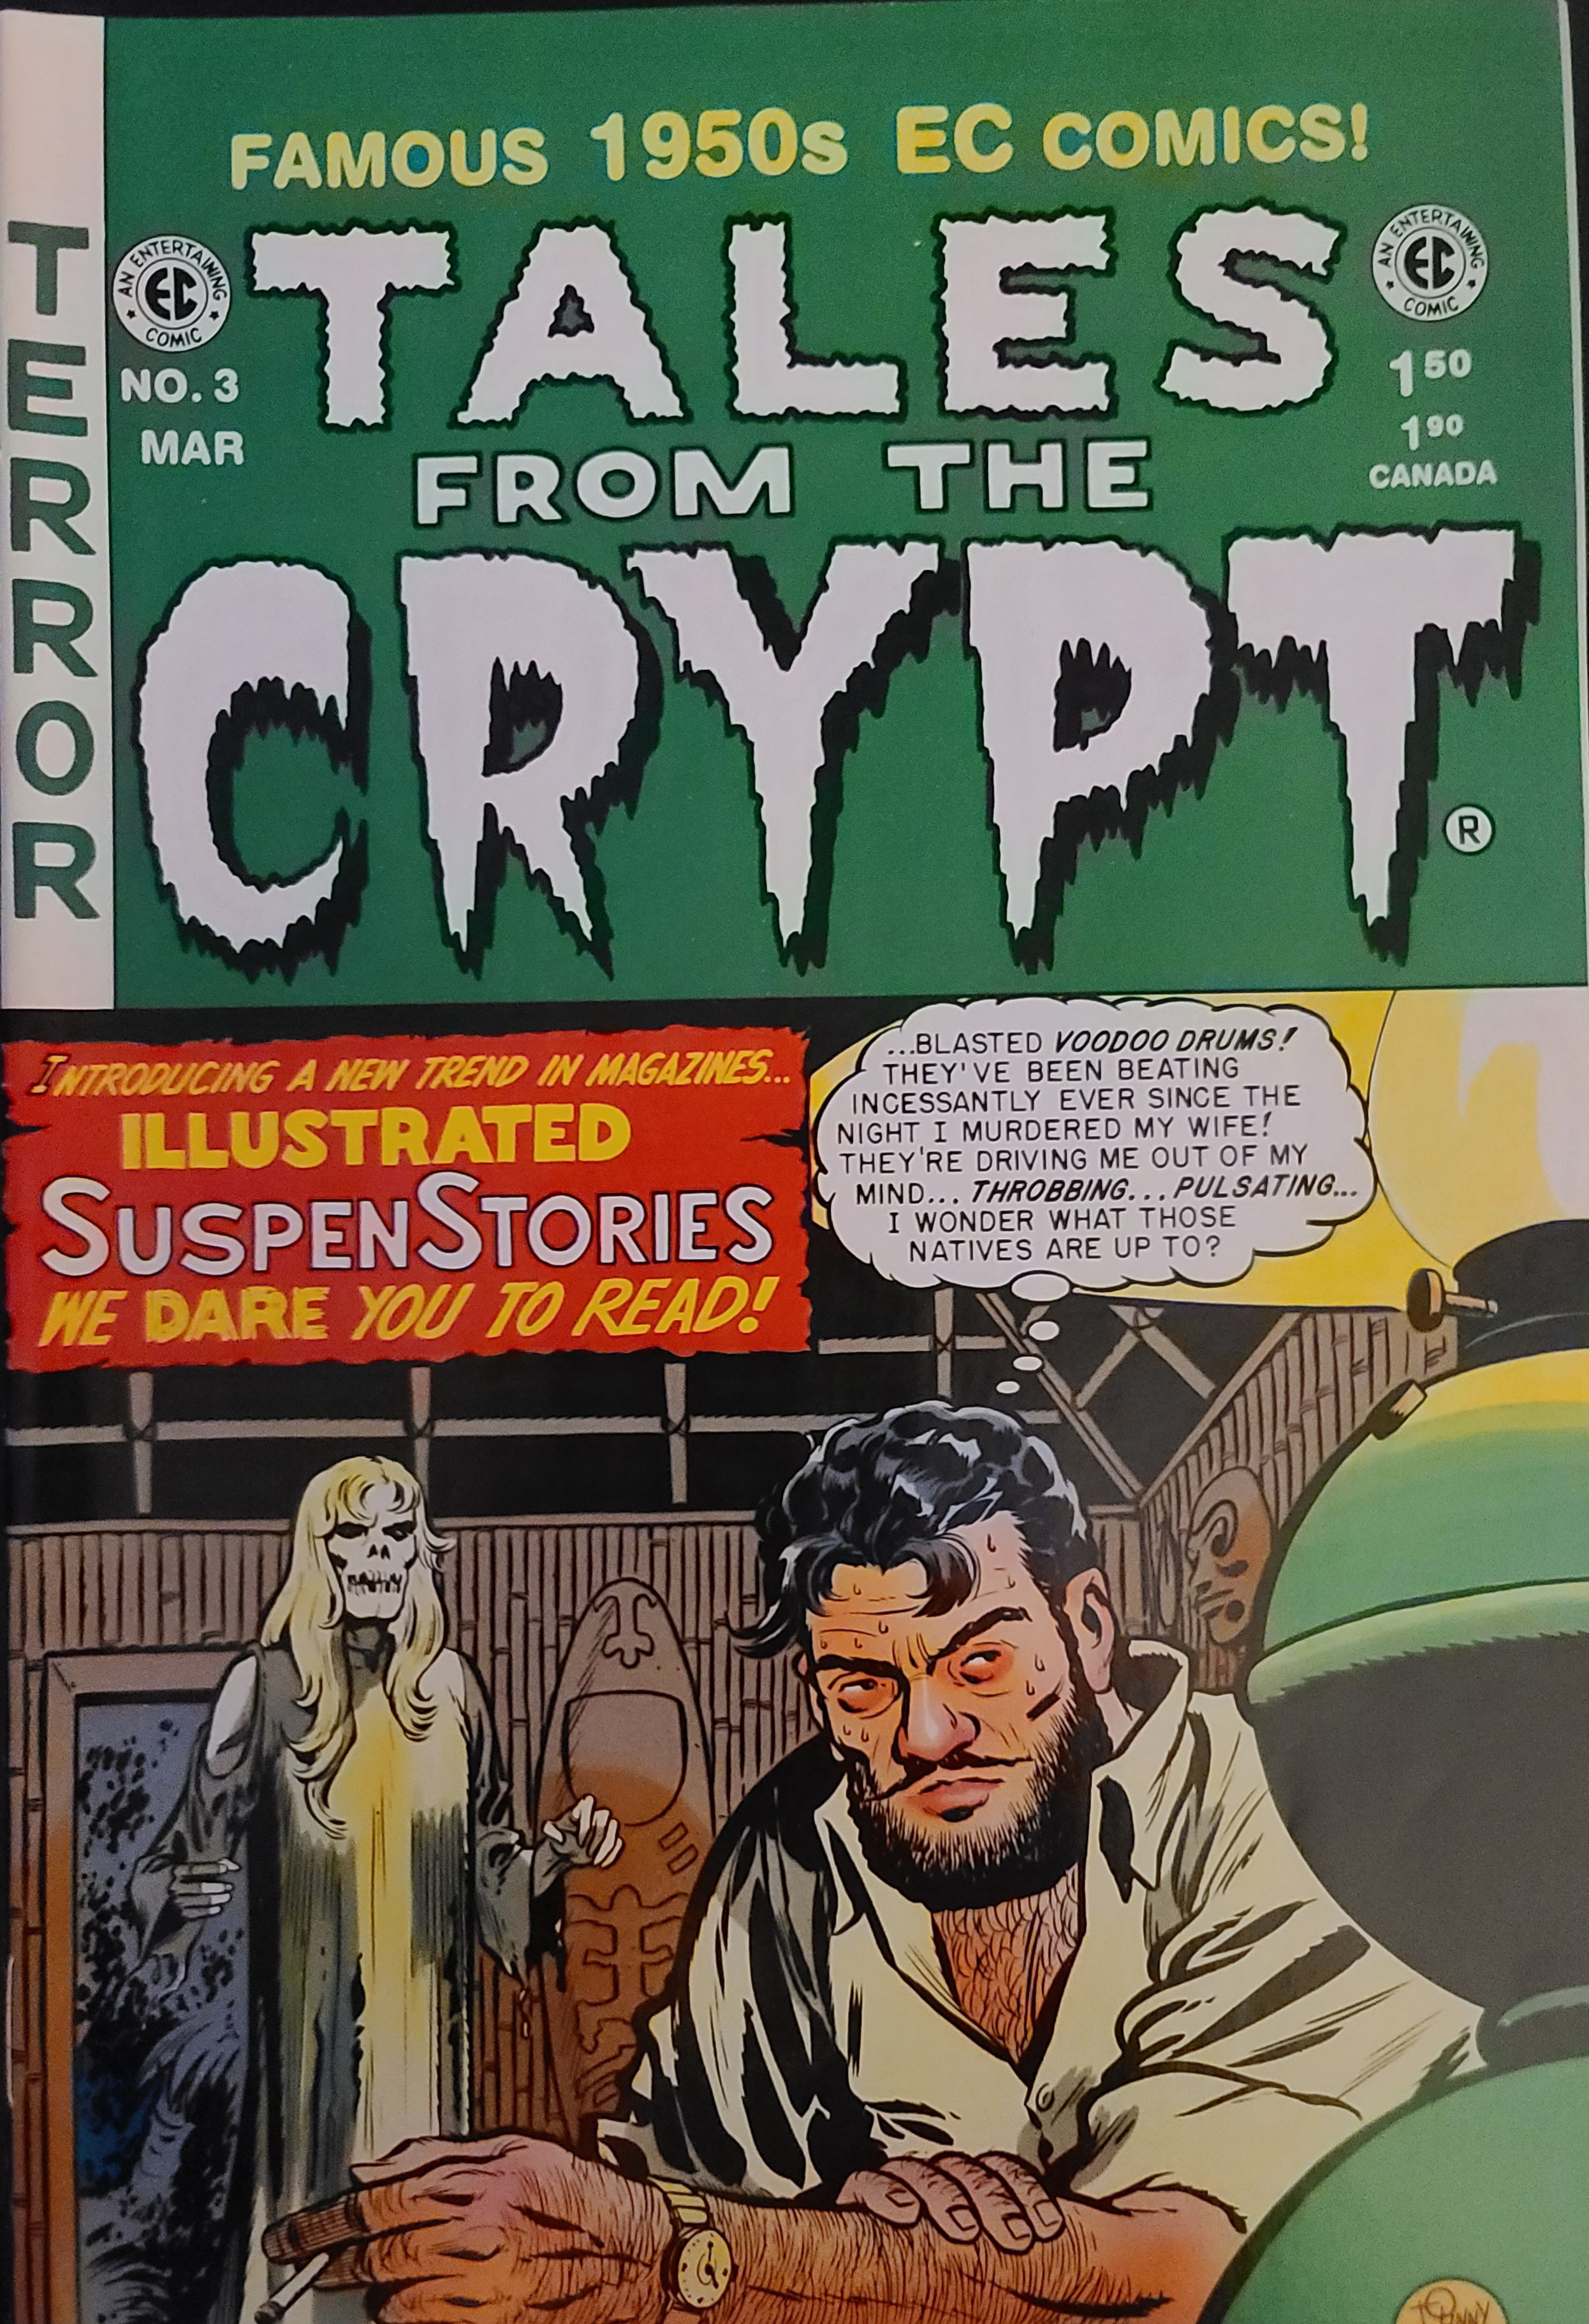 FAMOUS 1950s EC COMICS!
TERROR
AN ENTERTAINING
EC
COMIC
NO. 3
MAR
TALES
FROM THE
CRYPT
®
AN ENTERTAINING
EC
COMIC
1 50
1 90
CANADA
INTRODUCING A NEW TREND IN MAGAZINES...
ILLUSTRATED
SUSPENSTORIES
WE DARE YOU TO READ!
...BLASTED VOODOO DRUMS!
THEY'VE BEEN BEATING
INCESSANTLY EVER SINCE THE
NIGHT I MURDERED MY WIFE!
THEY'RE DRIVING ME OUT OF MY
MIND... THROBBING... PULSATING...
I WONDER WHAT THOSE
NATIVES ARE UP TO?